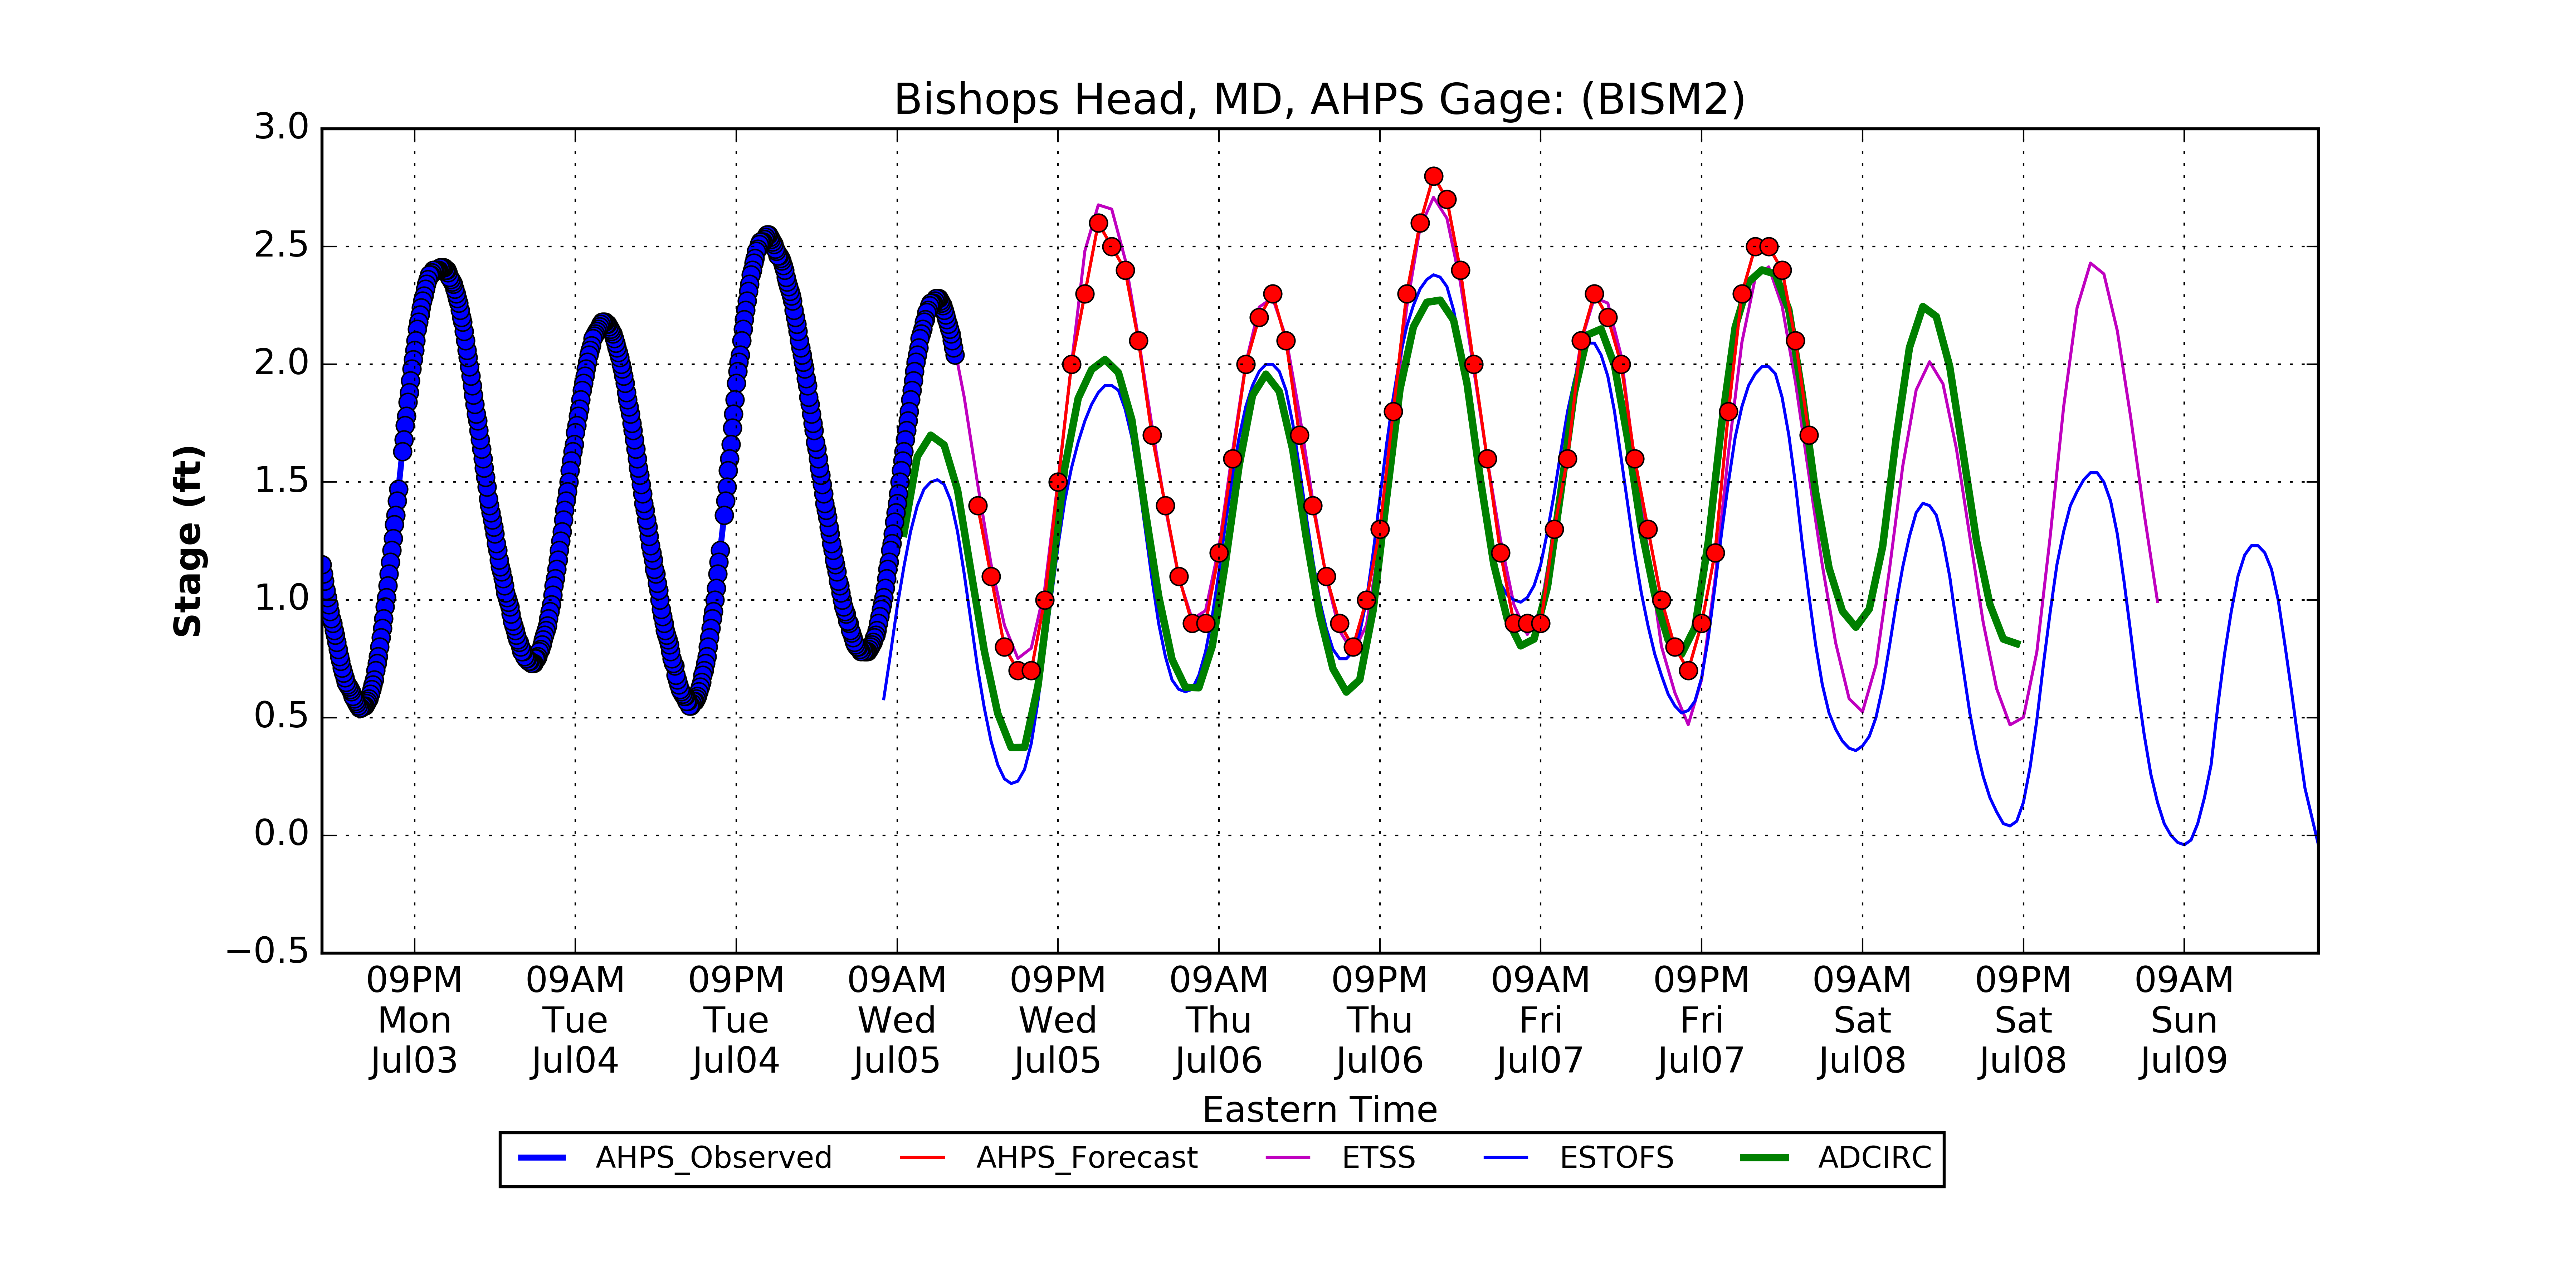 Bishops Head, MD, AHPS Gage: (BISM2)
3.0
2.5
2.0
1.5
1.0
0.5
0.0
−0.5
Stage (ft)
09PM 09AM 09PM 09AM 09PM 09AM 09PM 09AM 09PM 09AM 09PM 09AM
Mon Tue Tue Wed Wed Thu Thu Fri Fri Sat Sat Sun
Jul03 Jul04 Jul04 Jul05 Jul05 Jul06 Jul06 Jul07 Jul07 Jul08 Jul08 Jul09
Eastern Time
AHPS_Observed AHPS_Forecast ETSS ESTOFS ADCIRC